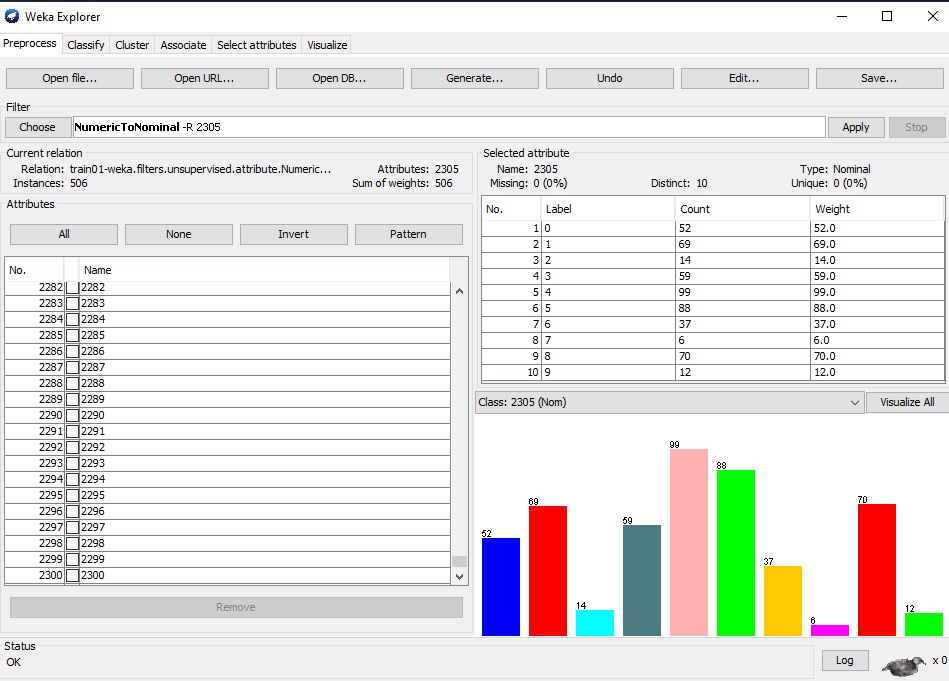 Weka Explorer
Preprocess Classify Cluster Associate Select attributes Visualize
Open file... Open URL... Open DB... Generate... Undo Edit... Save...
Filter
Choose NumericToNominal -R 2305 Apply Stop
Current relation
Relation: train01-weka.filters.unsupervised.attribute.Numeric... Attributes: 2305
Instances: 506 Sum of weights: 506
Attributes
All None Invert Pattern
No. Name
2282 2282
2283 2283
2284 2284
2285 2285
2286 2286
2287 2287
2288 2288
2289 2289
2290 2290
2291 2291
2292 2292
2293 2293
2294 2294
2295 2295
2296 2296
2297 2297
2298 2298
2299 2299
2300 2300
Remove
Selected attribute
Name: 2305 Type: Nominal
Missing: 0 (0%) Distinct: 10 Unique: 0 (0%)
No. Label Count Weight
1 0 52 52.0
2 1 69 69.0
3 2 14 14.0
4 3 59 59.0
5 4 99 99.0
6 5 88 88.0
7 6 37 37.0
8 7 6 6.0
9 8 70 70.0
10 9 12 12.0
Class: 2305 (Nom) Visualize All
52 69 14 59 99 88 37 6 70 12
Status
OK Log x 0